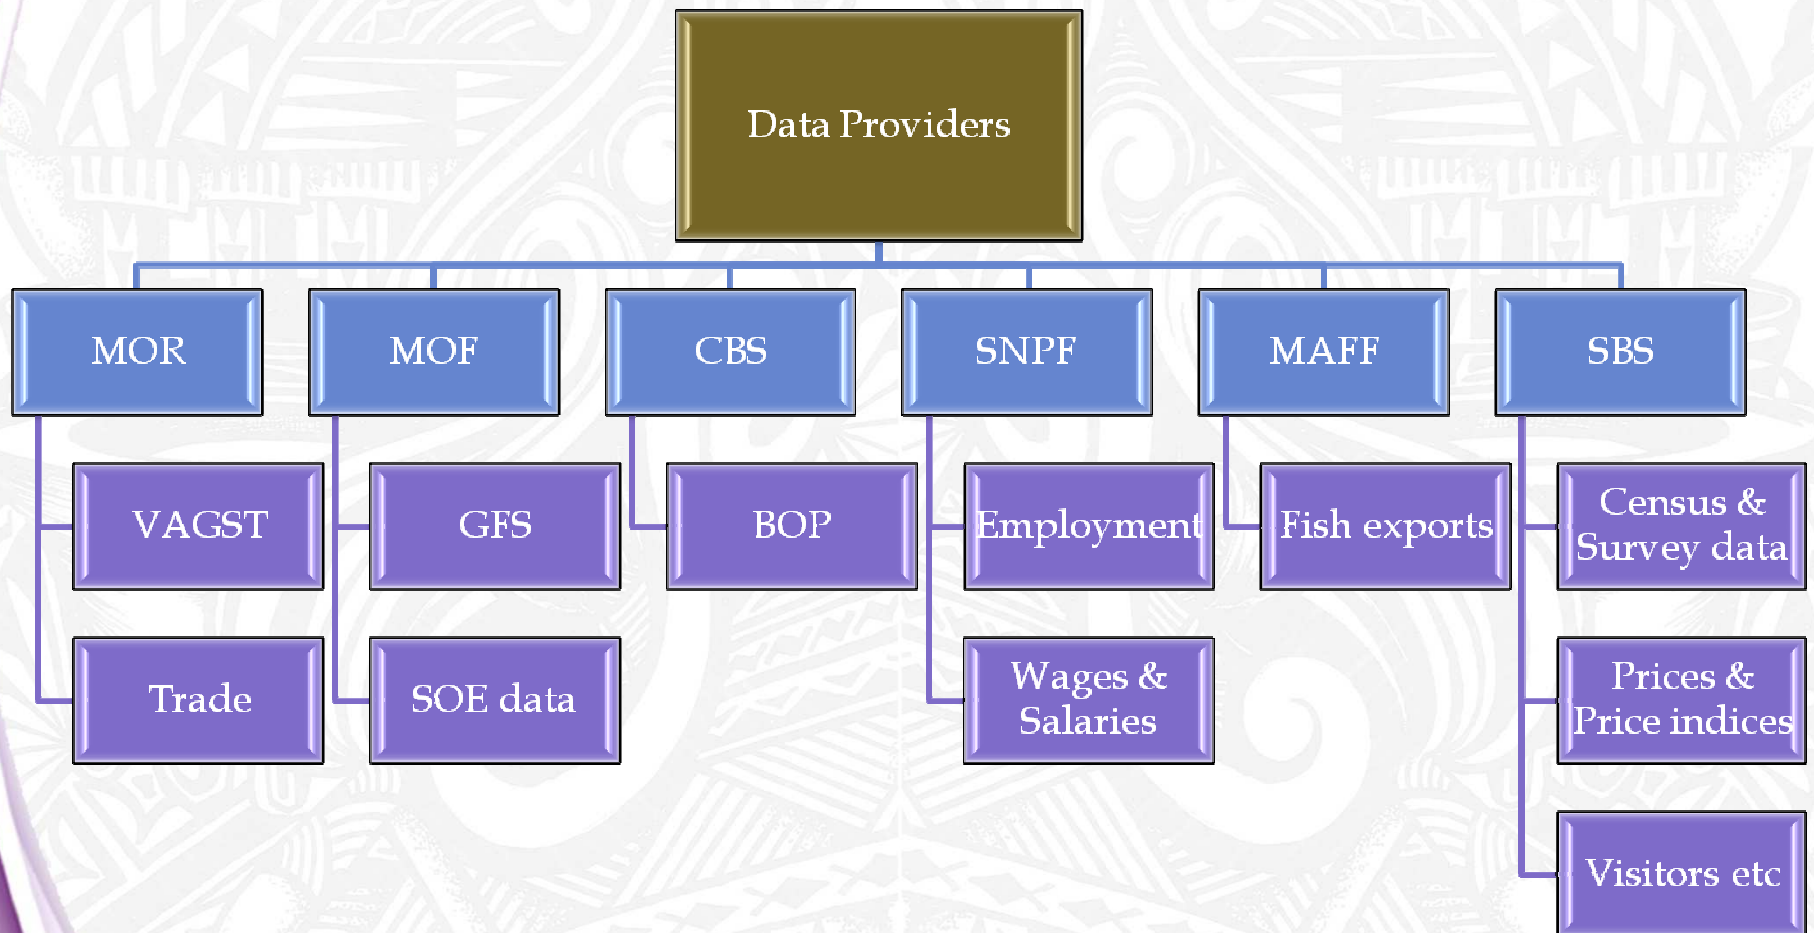 Data Providers
MOR
MOF
CBS
SNPF
MAFF
SBS
VAGST
GFS
BOP
Employment
Fish exports
Census &
Survey data
Trade
SOE data
Wages &
Salaries
Prices &
Price indices
Visitors etc